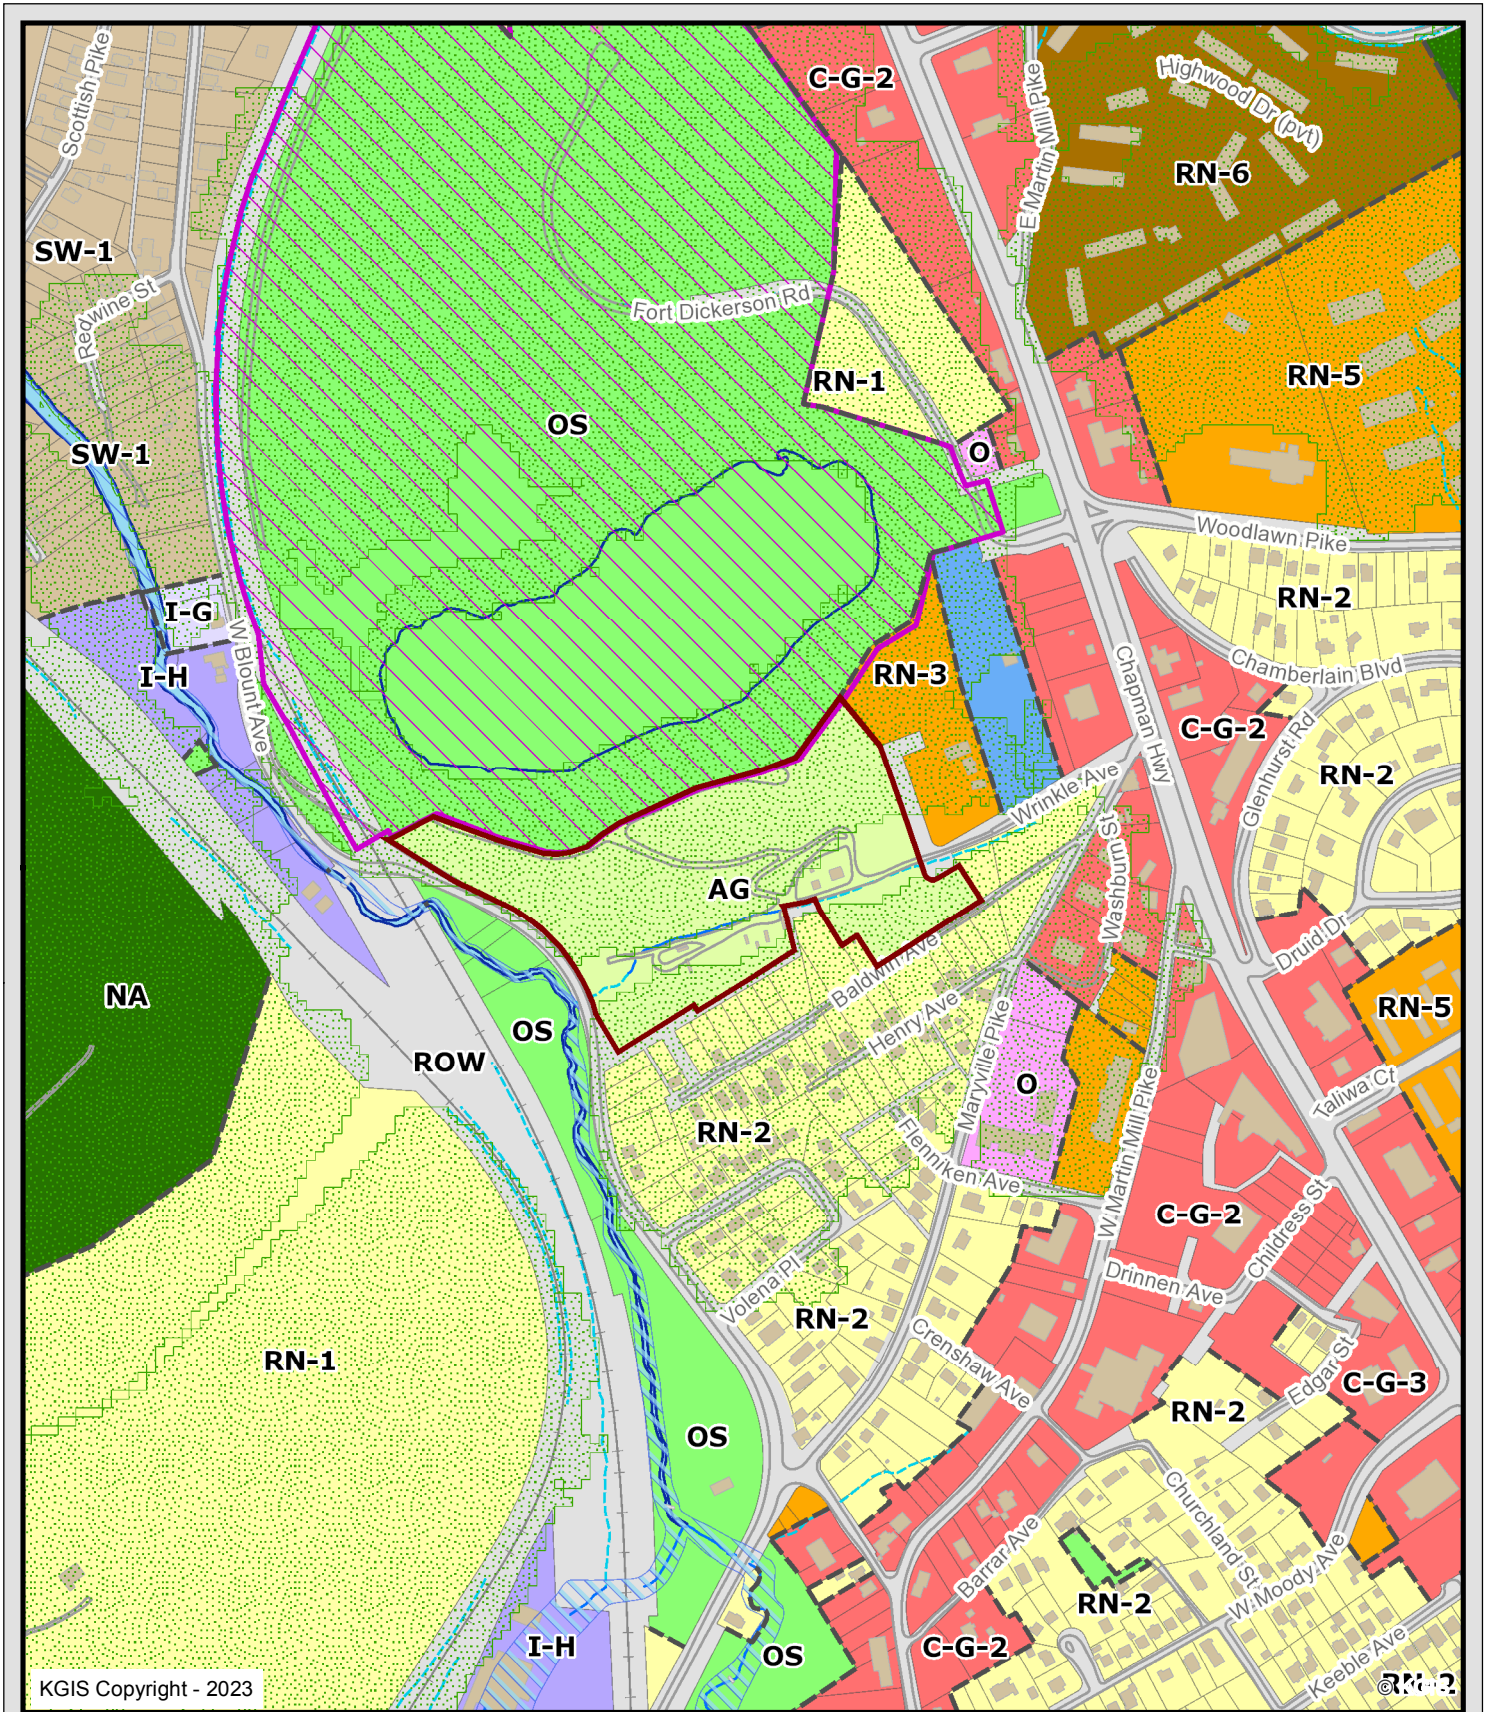 Scottish Pike
C-G-2
E Martin Mill Pike
Highwood Dr (pvt)
RN-6
SW-1
Redwine St
Fort Dickerson Rd
RN-1
RN-5
OS
SW-1
O
Woodlawn Pike
I-G
RN-2
W Blount Ave
I-H
RN-3
Chamberlain Blvd
Chapman Hwy
C-G-2
Glenhurst Rd
RN-2
Wrinkle Ave
Washburn St
AG
Druid Dr
Baldwin Ave
NA
OS
Henry Ave
Maryville Pike
RN-5
ROW
O
Taliwa Ct
RN-2
Flenniken Ave
W Martin Mill Pike
C-G-2
Childress St
Drinnen Ave
Volena Pl
RN-2
RN-1
Crenshaw Ave
Edgar St
C-G-3
RN-2
OS
Churchland St
Barrar Ave
W Moody Ave
RN-2
I-H
OS
C-G-2
Keeble Ave
KGIS Copyright - 2023
RN-2